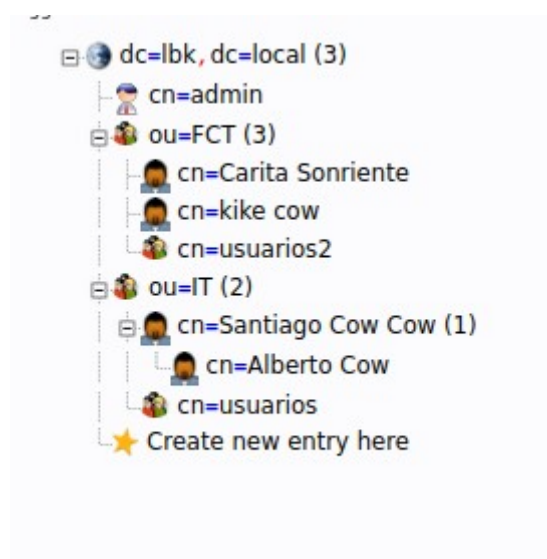 dc=lbk, dc=local (3)
cn=admin
ou=FCT (3)
cn=Carita Sonriente
cn=kike cow
cn=usuarios2
ou=IT (2)
cn=Santiago Cow Cow (1)
cn=Alberto Cow
cn=usuarios
Create new entry here